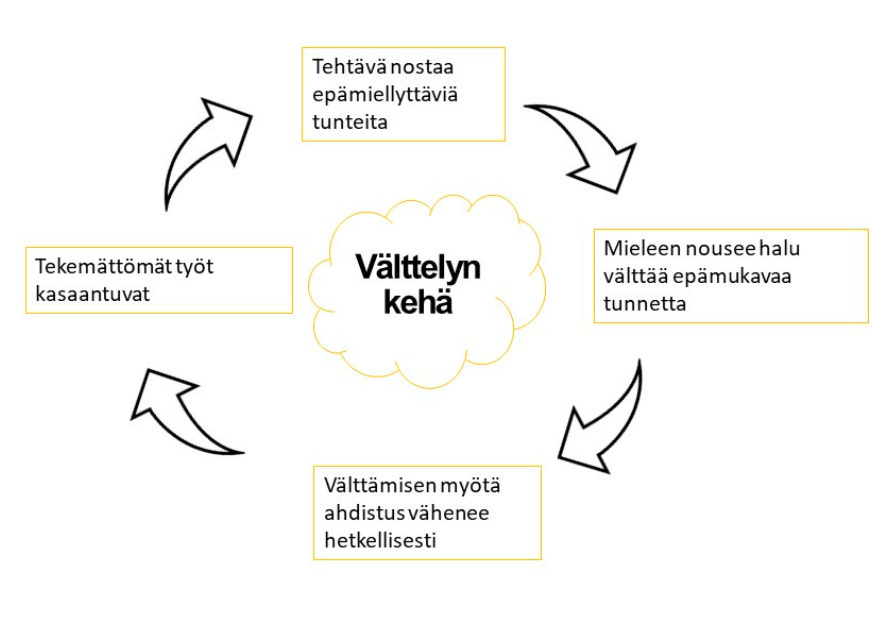 Tehtävä nostaa
epämiellyttäviä
tunteita
Mieleen nousee halu
välttää epämukavaa
tunnetta
Välttelyn
kehä
Tekemättömät työt
kasaantuvat
Välttämisen myötä
ahdistus vähenee
hetkellisesti